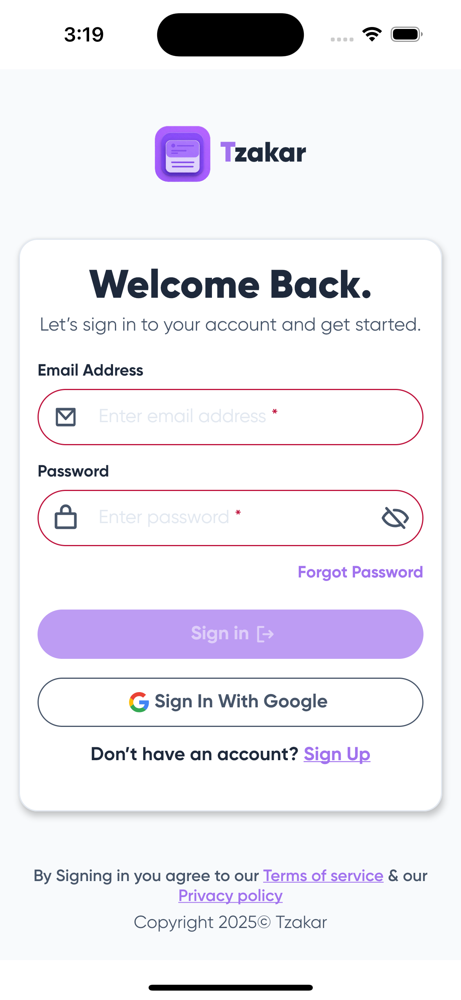 3:19
Tzakar
Welcome Back.
Let's sign in to your account and get started.
Email Address
Enter email address *
Password
Enter password *
Forgot Password
Sign in
Sign In With Google
Don't have an account? Sign Up
By Signing in you agree to our Terms of service & our
Privacy policy
Copyright 2025© Tzakar